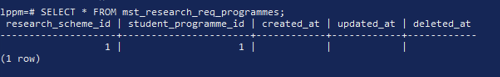 lppm=# SELECT * FROM mst_research_req_programmes;
 research_scheme_id | student_programme_id | created_at | updated_at | deleted_at
--------------------+----------------------+------------+------------+------------
                  1 |                    1 |            |            |
(1 row)